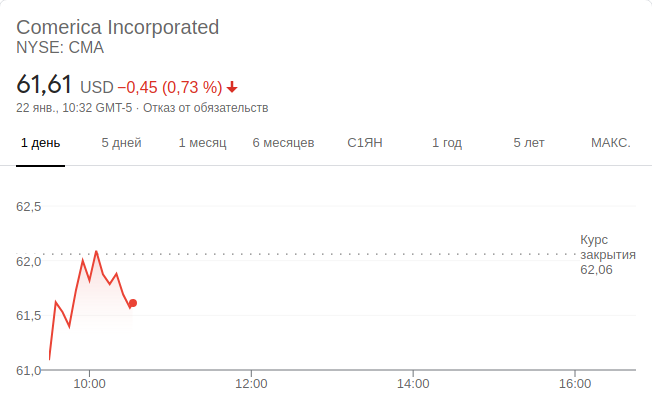 Comerica Incorporated
NYSE: CMA
61,61 USD −0,45 (0,73 %)
22 янв., 10:32 GMT-5 · Отказ от обязательств
1 день 5 дней 1 месяц 6 месяцев С1ЯН 1 год 5 лет МАКС.
62,5
Курс
закрытия
62,06
62,0
61,5
61,0
10:00 12:00 14:00 16:00